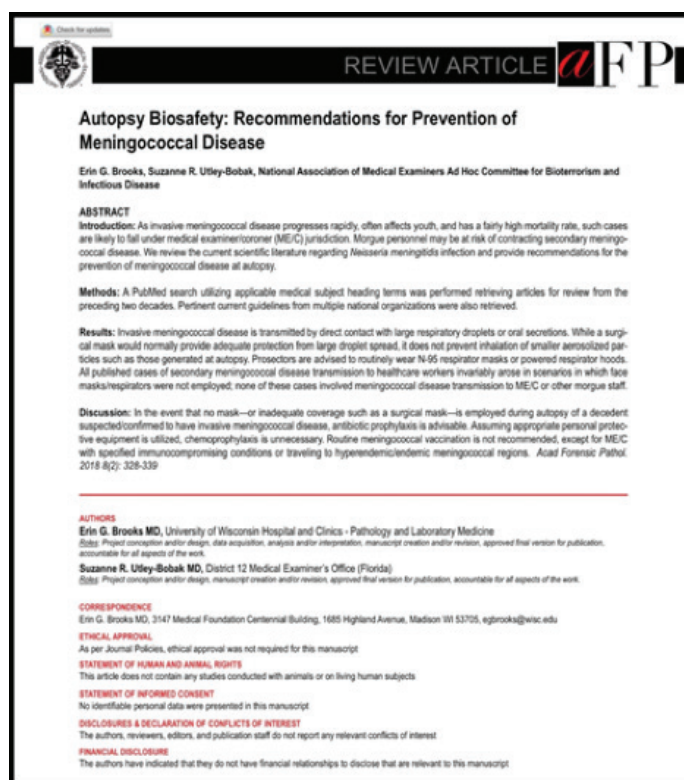 Check for updates
REVIEW ARTICLE aFP
Autopsy Biosafety: Recommendations for Prevention of
Meningococcal Disease
Erin G. Brooks, Suzanne R. Utley-Bobak, National Association of Medical Examiners Ad Hoc Committee for Bioterrorism and
Infectious Disease
ABSTRACT
Introduction: As invasive meningococcal disease progresses rapidly, often affects youth, and has a fairly high mortality rate, such cases
are likely to fall under medical examiner/coroner (ME/C) jurisdiction. Morgue personnel may be at risk of contracting secondary meningo-
coccal disease. We review the current scientific literature regarding Neisseria meningitidis infection and provide recommendations for the
prevention of meningococcal disease at autopsy.
Methods: A PubMed search utilizing applicable medical subject heading terms was performed retrieving articles for review from the
preceding two decades. Pertinent current guidelines from multiple national organizations were also retrieved.
Results: Invasive meningococcal disease is transmitted by direct contact with large respiratory droplets or oral secretions. While a surgi-
cal mask would normally provide adequate protection from large droplet spread, it does not prevent inhalation of smaller aerosolized par-
ticles such as those generated at autopsy. Prosectors are advised to routinely wear N-95 respirator masks or powered respirator hoods.
All published cases of secondary meningococcal disease transmission to healthcare workers invariably arose in scenarios in which face
masks/respirators were not employed; none of these cases involved meningococcal disease transmission to ME/C or other morgue staff.
Discussion: In the event that no mask—or inadequate coverage such as a surgical mask—is employed during autopsy of a decedent
suspected/confirmed to have invasive meningococcal disease, antibiotic prophylaxis is advisable. Assuming appropriate personal protec-
tive equipment is utilized, chemoprophylaxis is unnecessary. Routine meningococcal vaccination is not recommended, except for ME/C
with specified immunocompromising conditions or traveling to hyperendemic/endemic meningococcal regions. Acad Forensic Pathol.
2018 8(2): 328-339
AUTHORS
Erin G. Brooks MD, University of Wisconsin Hospital and Clinics - Pathology and Laboratory Medicine
Roles: Project conception and/or design, data acquisition, analysis and/or interpretation, manuscript creation and/or revision, approved final version for publication,
accountable for all aspects of the work.
Suzanne R. Utley-Bobak MD, District 12 Medical Examiner's Office (Florida)
Roles: Project conception and/or design, manuscript creation and/or revision, approved final version for publication, accountable for all aspects of the work.
CORRESPONDENCE
Erin G. Brooks MD, 3147 Medical Foundation Centennial Building, 1685 Highland Avenue, Madison WI 53705, egbrooks@wisc.edu
ETHICAL APPROVAL
As per Journal Policies, ethical approval was not required for this manuscript
STATEMENT OF HUMAN AND ANIMAL RIGHTS
This article does not contain any studies conducted with animals or on living human subjects
STATEMENT OF INFORMED CONSENT
No identifiable personal data were presented in this manuscript
DISCLOSURES & DECLARATION OF CONFLICTS OF INTEREST
The authors, reviewers, editors, and publication staff do not report any relevant conflicts of interest
FINANCIAL DISCLOSURE
The authors have indicated that they do not have financial relationships to disclose that are relevant to this manuscript